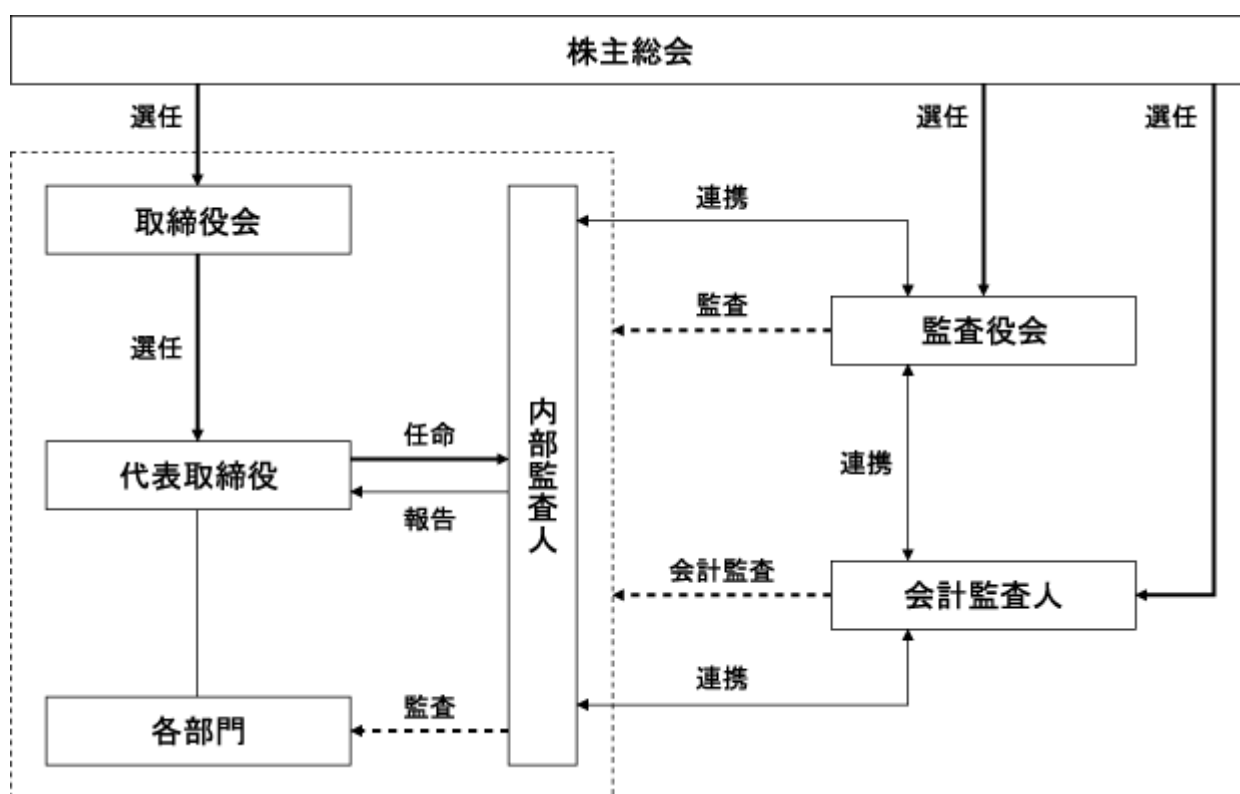 株主総会
選任
選任
選任
取締役会
連携
監査
監査役会
選任
内部監査人
任命
代表取締役
連携
報告
会計監査
会計監査人
連携
監査
各部門